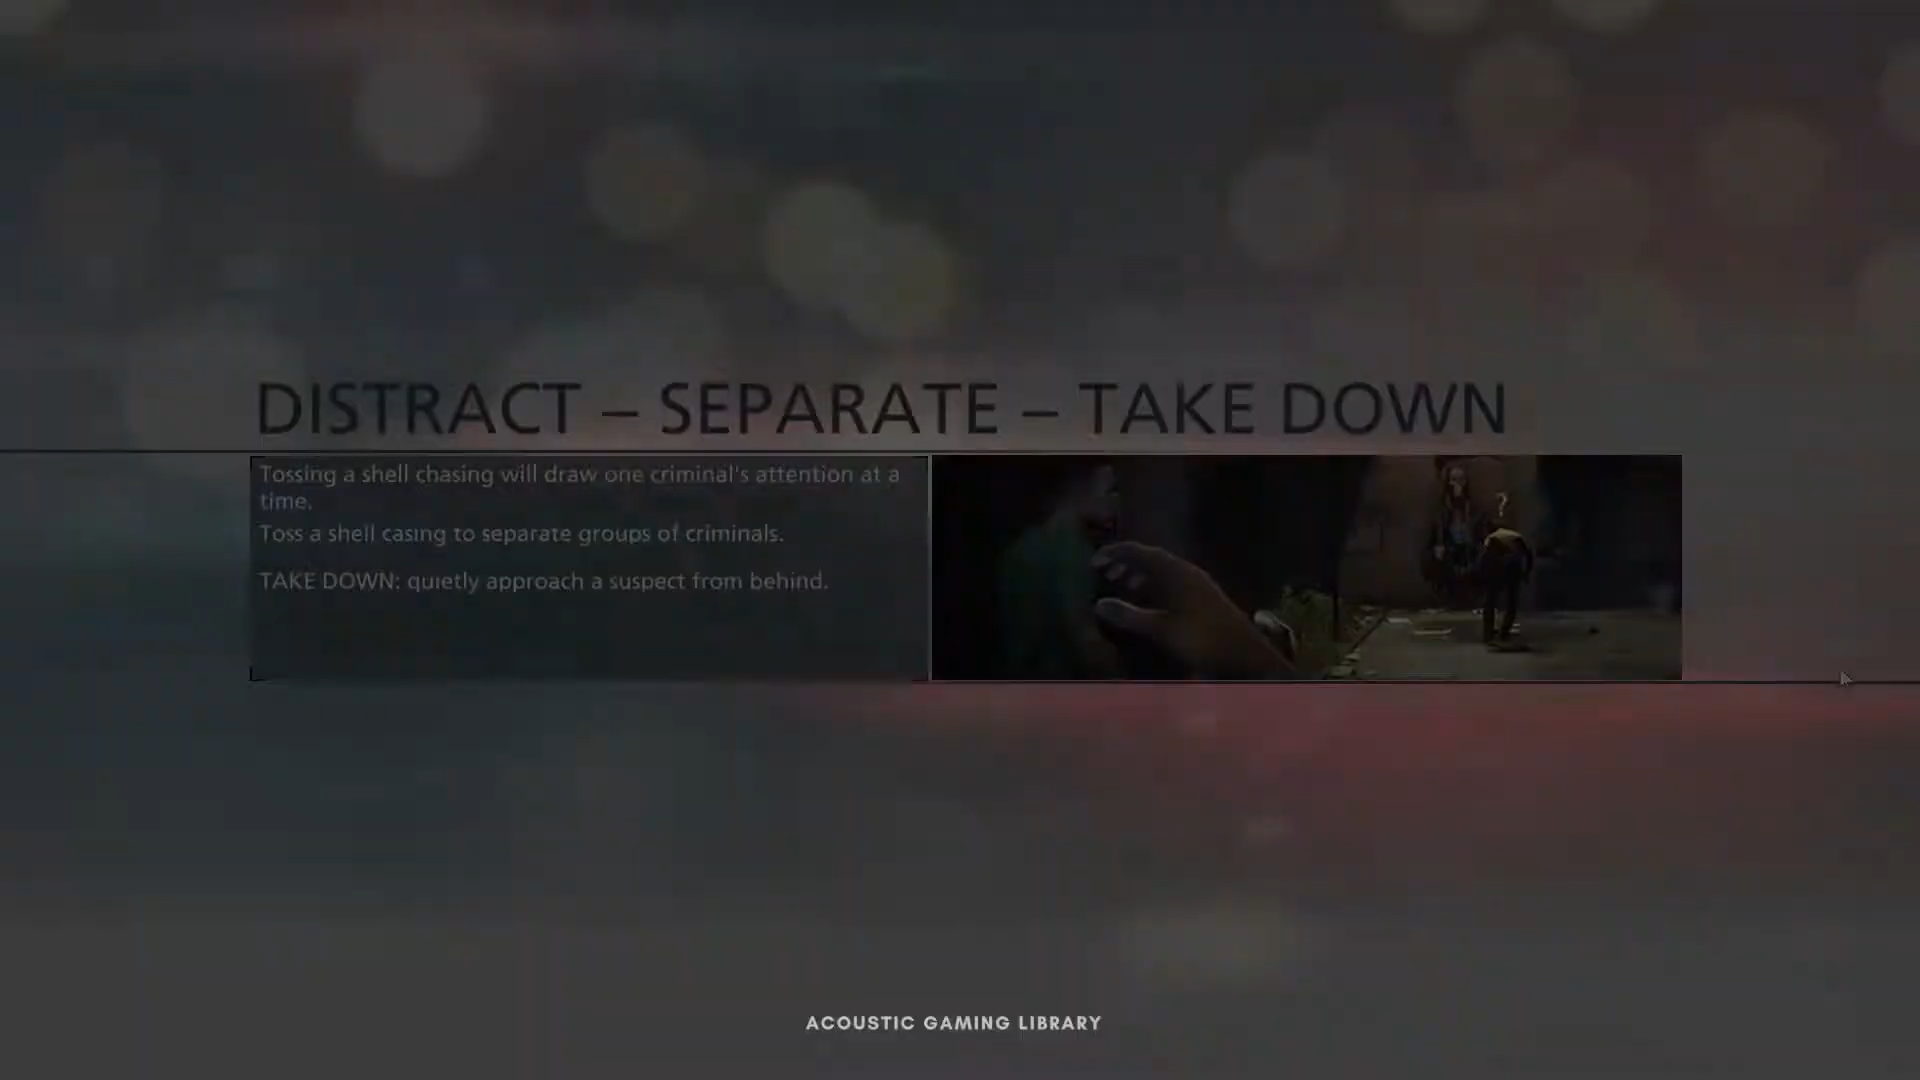 DISTRACT – SEPARATE – TAKE DOWN
Tossing a shell chasing will draw one criminal's attention at a
time.
Toss a shell casing to separate groups of criminals.
TAKE DOWN: quietly approach a suspect from behind.
?
ACOUSTIC GAMING LIBRARY